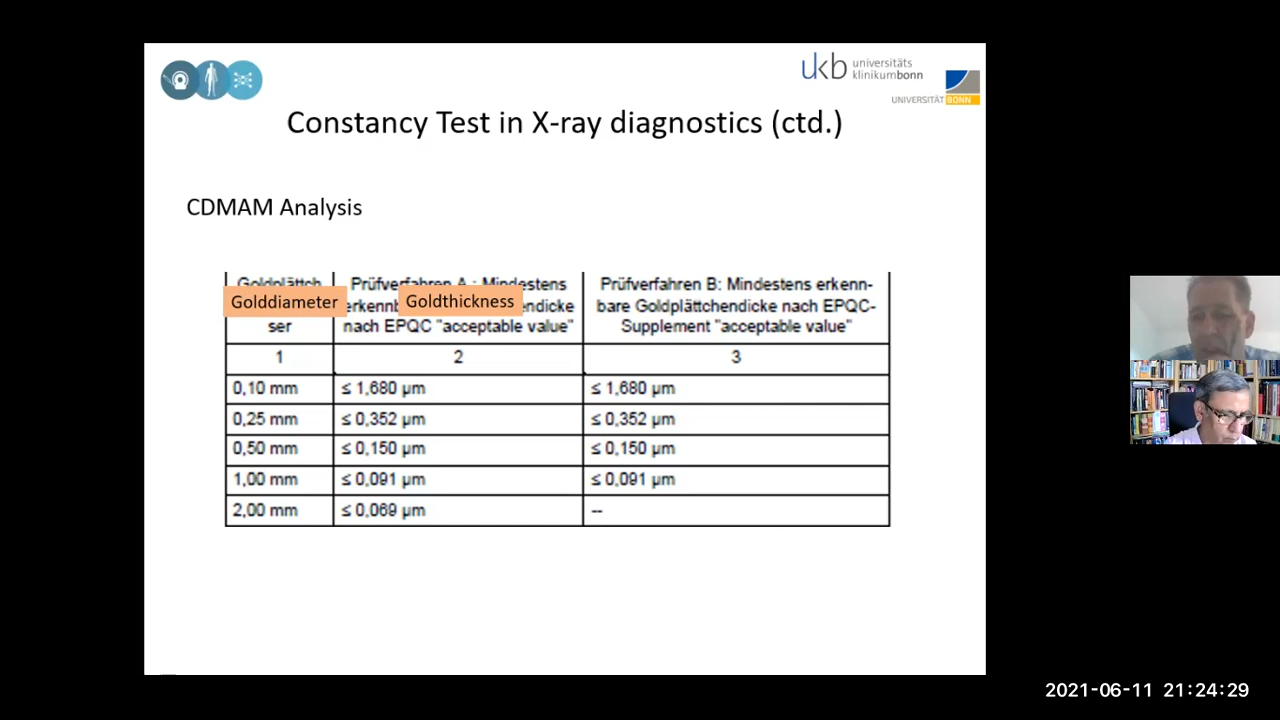 ukb universitäts
klinikumbonn
UNIVERSITÄT BONN
Constancy Test in X-ray diagnostics (ctd.)
CDMAM Analysis
Goldplättch
Golddiameter
ser
Prüfverfahren A : Mindestens
Goldthickness
nach EPQC "acceptable value"
Prüfverfahren B: Mindestens erkenn-
bare Goldplättchendicke nach EPQC-
Supplement "acceptable value"
1 2 3
0,10 mm ≤ 1,680 µm ≤ 1,680 µm
0,25 mm ≤ 0,352 µm ≤ 0,352 µm
0,50 mm ≤ 0,150 µm ≤ 0,150 µm
1,00 mm ≤ 0,091 µm ≤ 0,091 µm
2,00 mm ≤ 0,069 µm --
2021-06-11 21:24:29